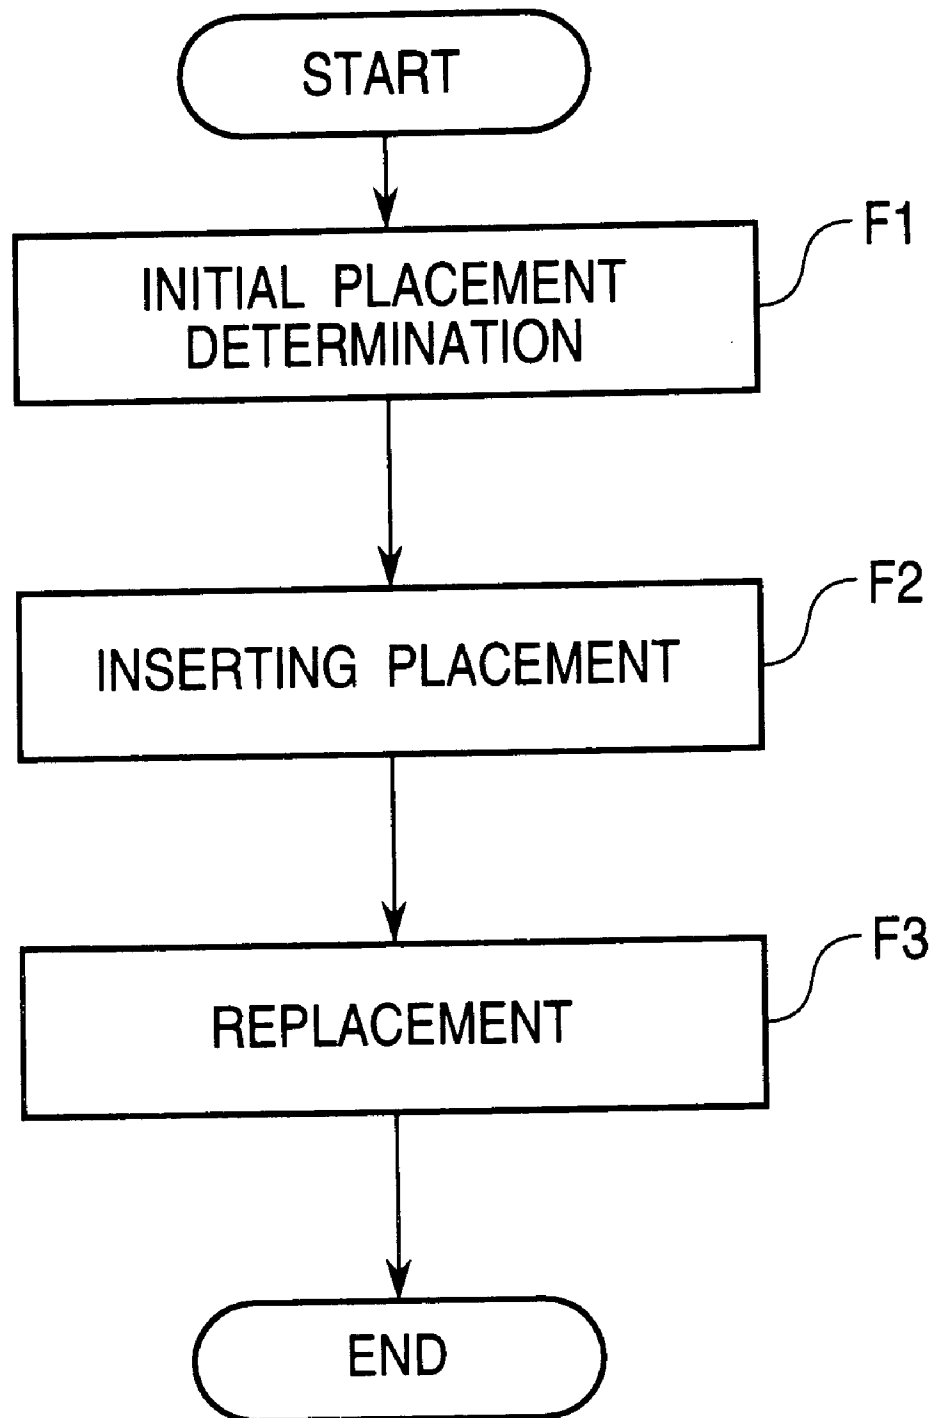 START
F1
INITIAL PLACEMENT
DETERMINATION
F2
INSERTING PLACEMENT
F3
REPLACEMENT
END